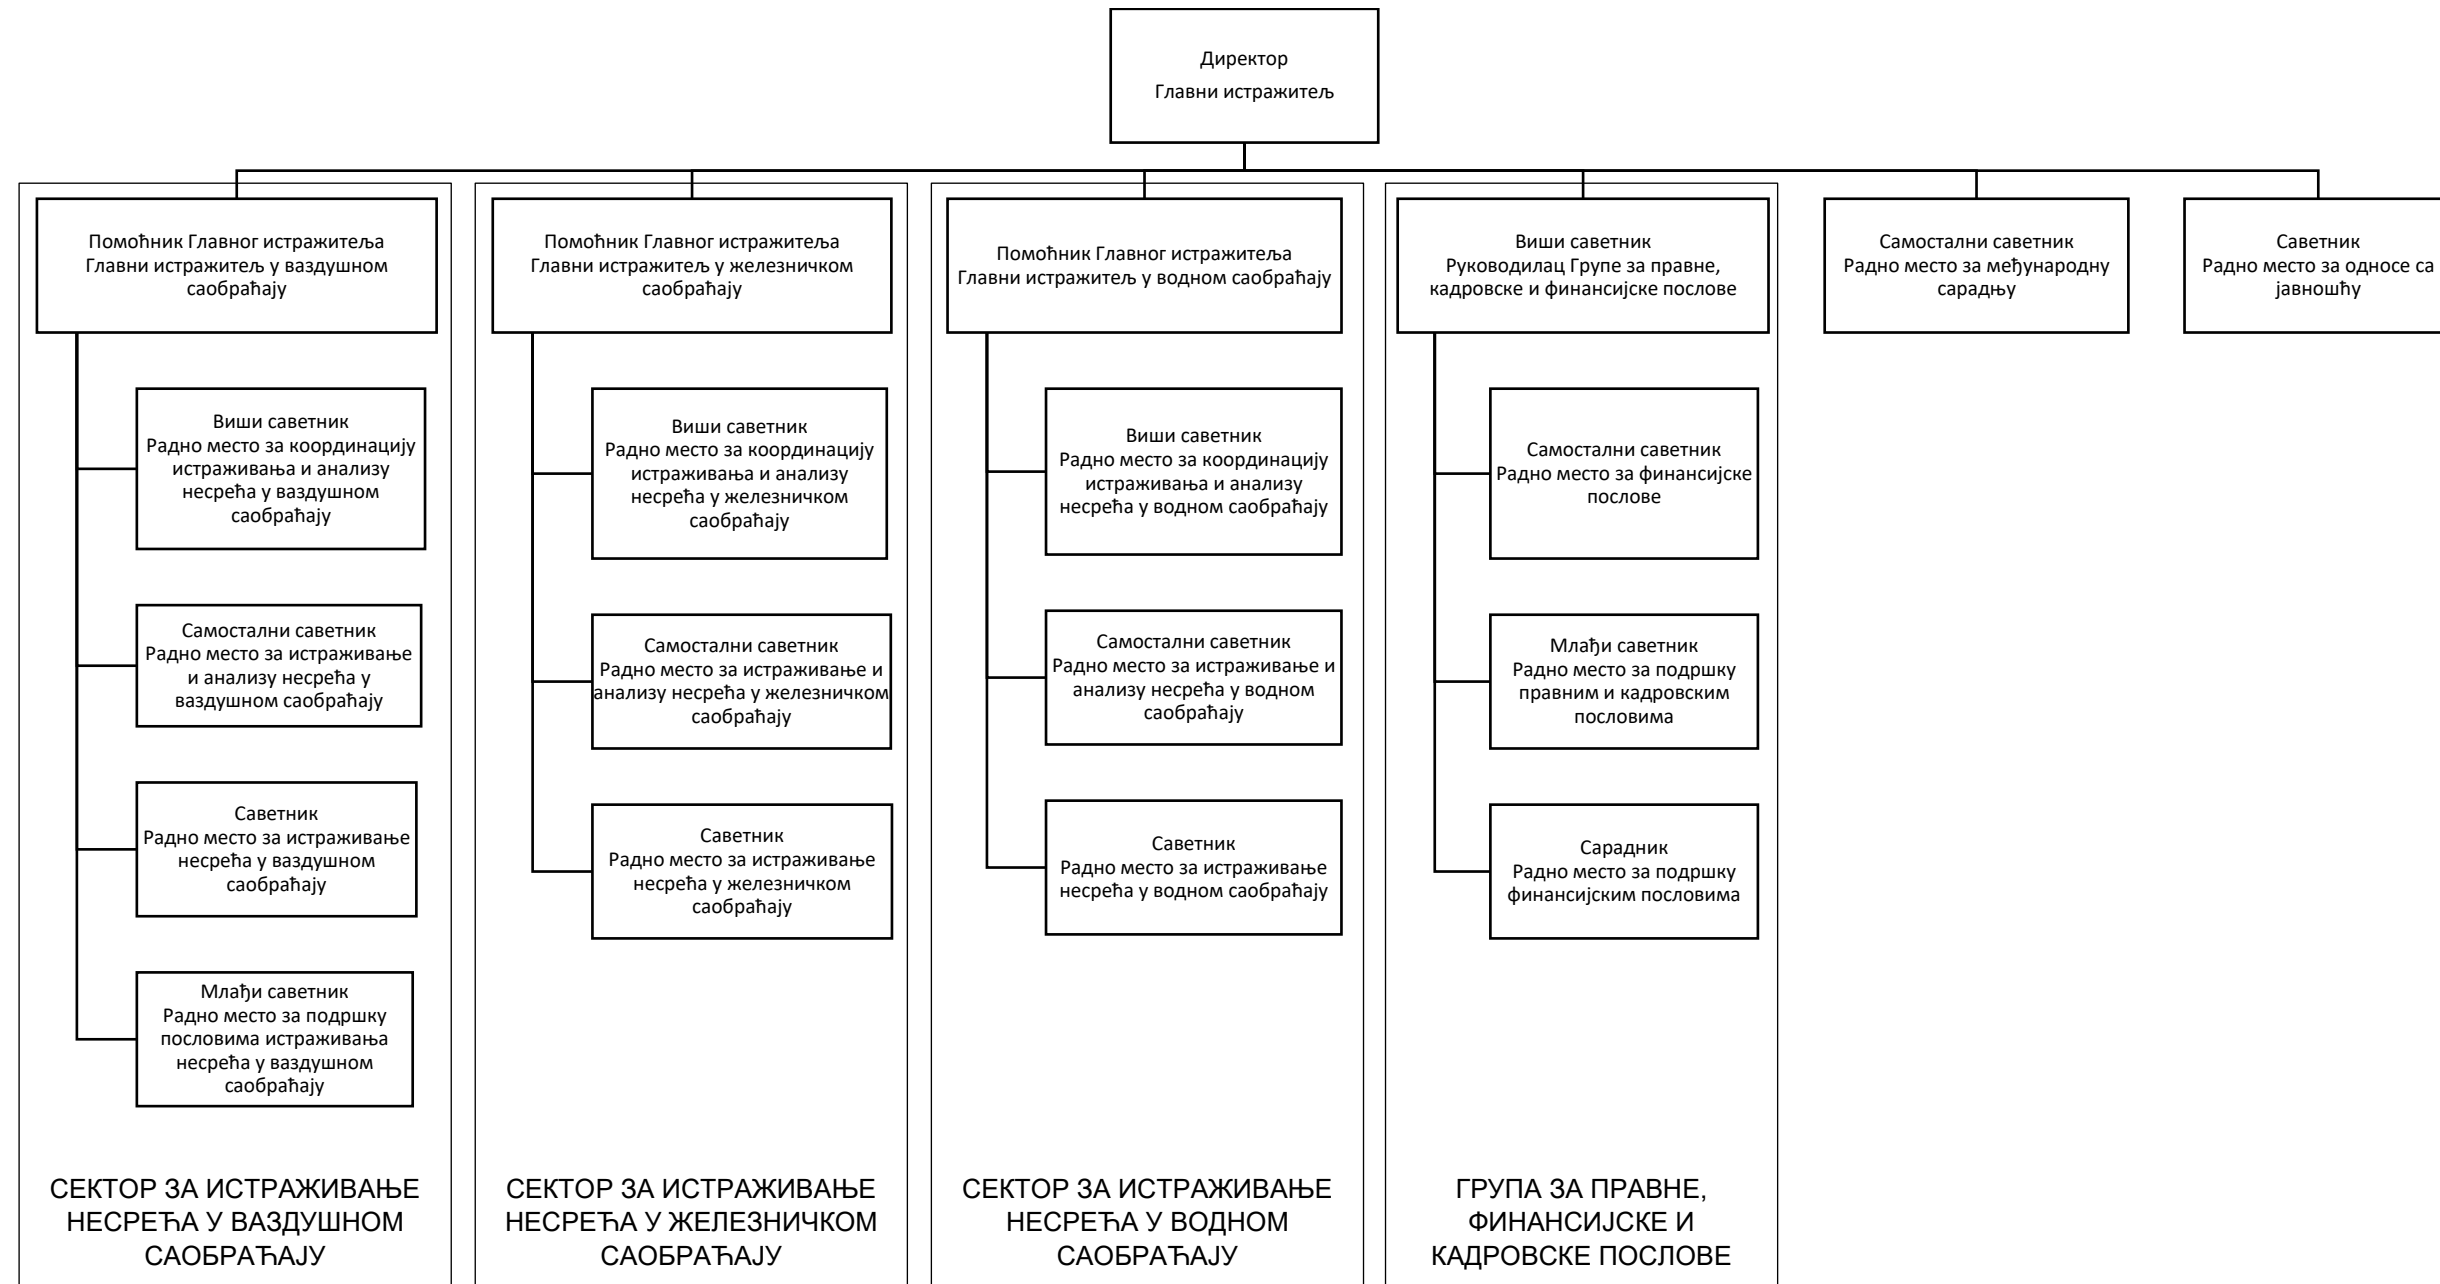 Директор
Главни истражитељ
Помоћник Главног истражитеља
Главни истражитељ у ваздушном
саобраћају
Помоћник Главног истражитеља
Главни истражитељ у железничком
саобраћају
Помоћник Главног истражитеља
Главни истражитељ у водном саобраћају
Виши саветник
Руководилац Групе за правне,
кадровске и финансијске послове
Самостални саветник
Радно место за међународну
сарадњу
Саветник
Радно место за односе са
јавношћу
Виши саветник
Радно место за координацију
истраживања и анализу
несрећа у ваздушном
саобраћају
Самостални саветник
Радно место за истраживање
и анализу несрећа у
ваздушном саобраћају
Саветник
Радно место за истраживање
несрећа у ваздушном
саобраћају
Млађи саветник
Радно место за подршку
пословима истраживања
несрећа у ваздушном
саобраћају
СЕКТОР ЗА ИСТРАЖИВАЊЕ
НЕСРЕЋА У ВАЗДУШНОМ
САОБРАЋАЈУ
Виши саветник
Радно место за координацију
истраживања и анализу
несрећа у железничком
саобраћају
Самостални саветник
Радно место за истраживање и
анализу несрећа у железничком
саобраћају
Саветник
Радно место за истраживање
несрећа у железничком
саобраћају
СЕКТОР ЗА ИСТРАЖИВАЊЕ
НЕСРЕЋА У ЖЕЛЕЗНИЧКОМ
САОБРАЋАЈУ
Виши саветник
Радно место за координацију
истраживања и анализу
несрећа у водном саобраћају
Самостални саветник
Радно место за истраживање и
анализу несрећа у водном
саобраћају
Саветник
Радно место за истраживање
несрећа у водном саобраћају
СЕКТОР ЗА ИСТРАЖИВАЊЕ
НЕСРЕЋА У ВОДНОМ
САОБРАЋАЈУ
Самостални саветник
Радно место за финансијске
послове
Млађи саветник
Радно место за подршку
правним и кадровским
пословима
Сарадник
Радно место за подршку
финансијским пословима
ГРУПА ЗА ПРАВНЕ,
ФИНАНСИЈСКЕ И
КАДРОВСКЕ ПОСЛОВЕ